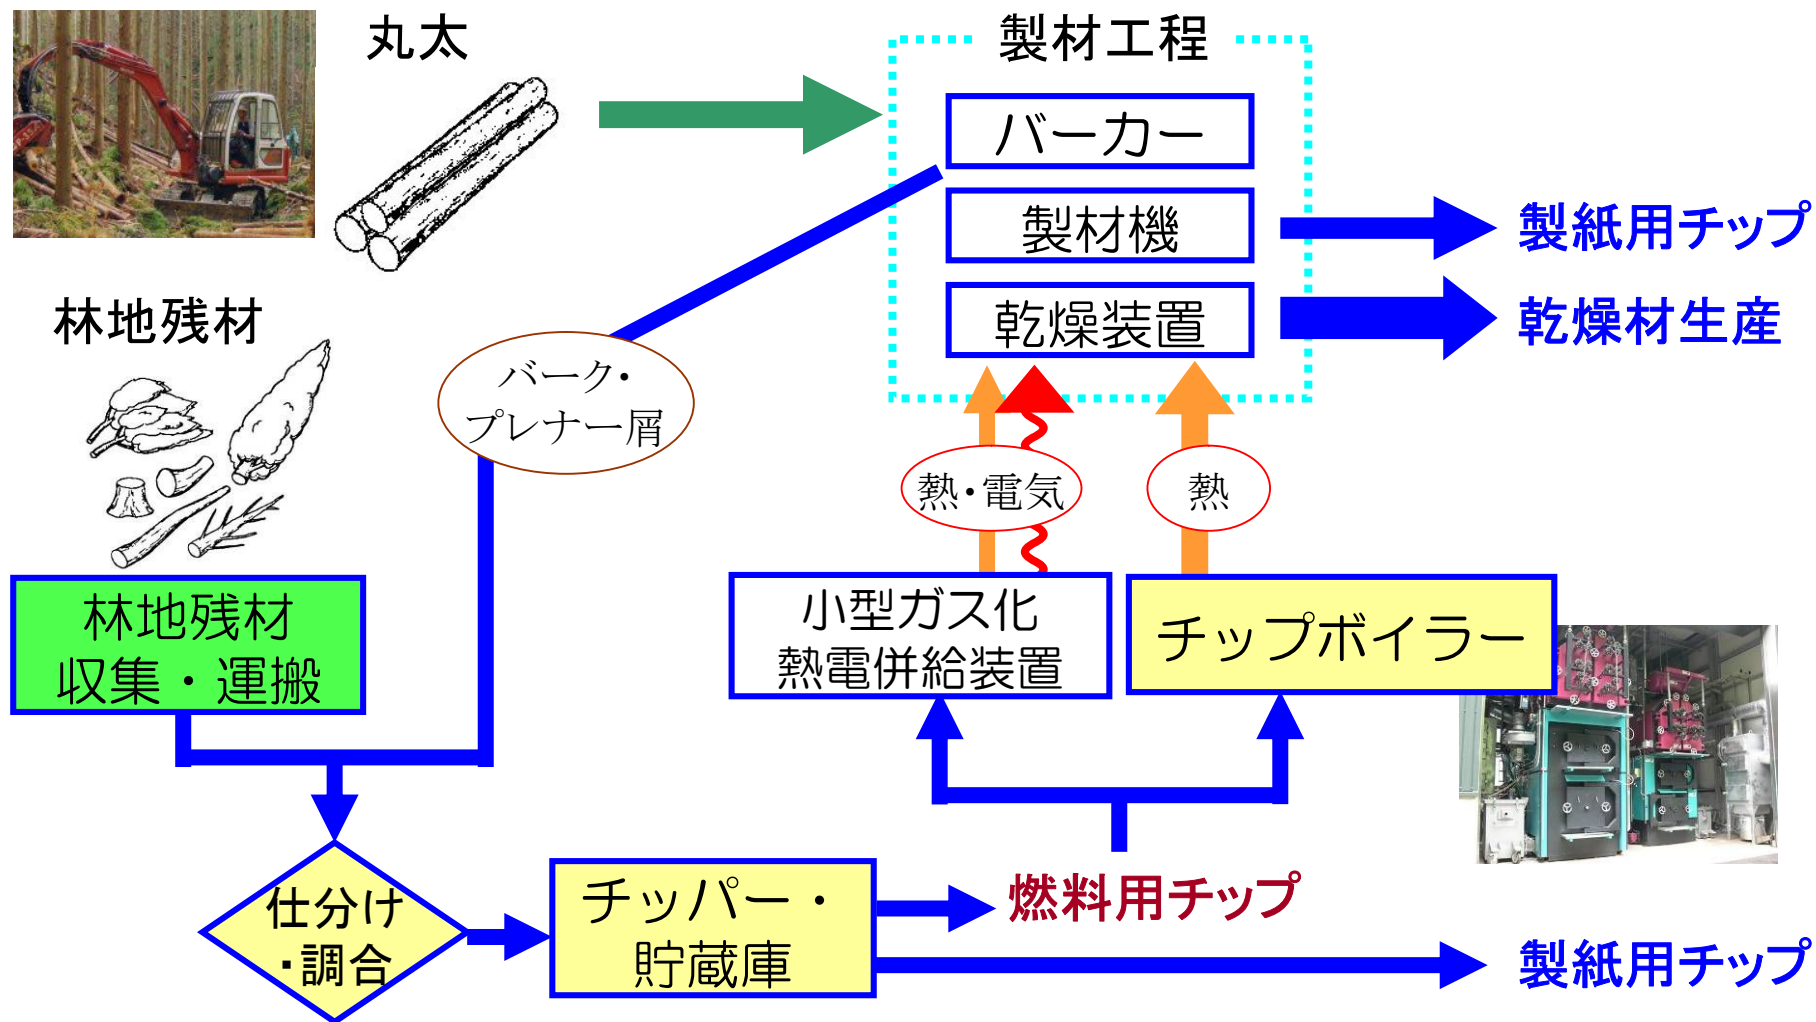 丸太
製材工程
バーカー
製材機
乾燥装置
製紙用チップ
乾燥材生産
林地残材
バーク・
プレナー屑
熱・電気
熱
林地残材
収集・運搬
小型ガス化
熱電併給装置
チップボイラー
仕分け
・調合
チッパー・
貯蔵庫
燃料用チップ
製紙用チップ